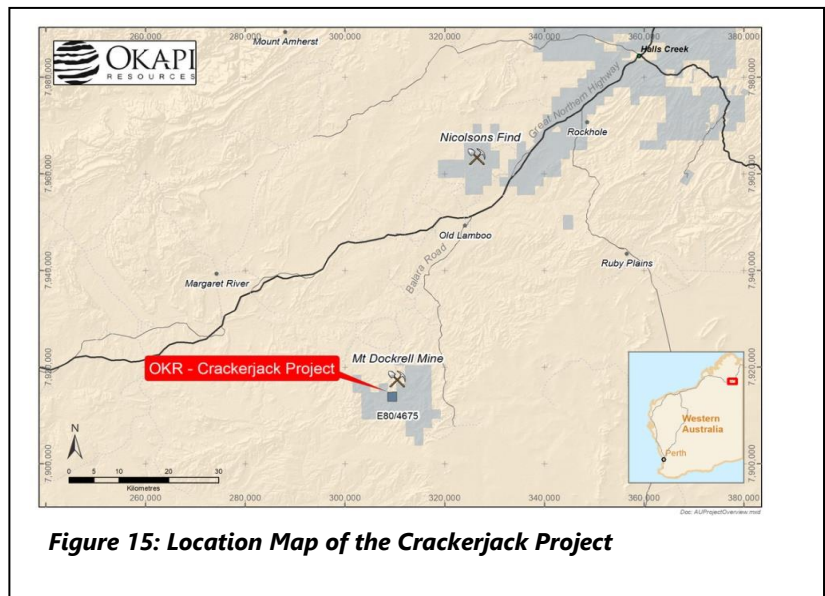 260,000 280,000 300,000 320,000 340,000 360,000 380,000
OKAPI
RESOURCES
Mount Amherst
Halls Creek
7,980,000
7,980,000
Great Northern Highway
Nicolsons Find
Rockhole
7,960,000
7,960,000
Old Lamboo
Balara Road
Ruby Plains
7,940,000
7,940,000
Margaret River
Mt Dockrell Mine
OKR - Crackerjack Project
7,920,000
7,920,000
E80/4675
Western
Australia
Perth
N
0 5 10 20 30
Kilometres
7,900,000
7,900,000
260,000 280,000 300,000 320,000 340,000 360,000 380,000
Doc: AUProjectOverview.mxd
Figure 15: Location Map of the Crackerjack Project